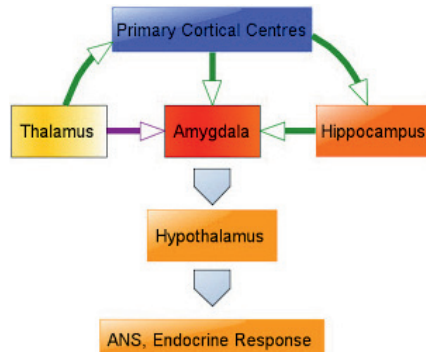 Primary Cortical Centres
Thalamus
Amygdala
Hippocampus
Hypothalamus
ANS, Endocrine Response